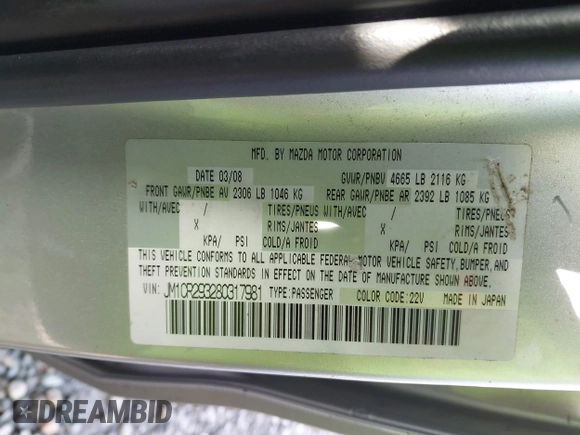 MFD. BY MAZDA MOTOR CORPORATION
DATE 03/08 GVWR/PNBV 4665 LB 2116 KG
FRONT GAWR/PNBE AV 2306 LB 1046 KG REAR GAWR/PNBE AR 2392 LB 1085 KG
WITH/AVEC / TIRES/PNEUS WITH/AVEC / TIRES/PNEUS
X RIMS/JANTES X RIMS/JANTES
KPA/ PSI COLD/A FROID KPA/ PSI COLD/A FROID
THIS VEHICLE CONFORMS TO ALL APPLICABLE FEDERAL MOTOR VEHICLE SAFETY, BUMPER, AND
THEFT PREVENTION STANDARDS IN EFFECT ON THE DATE OF MANUFACTURE SHOWN ABOVE.
VIN: JM1CR293280317981 TYPE:PASSENGER COLOR CODE:22V MADE IN JAPAN
DREAMBID